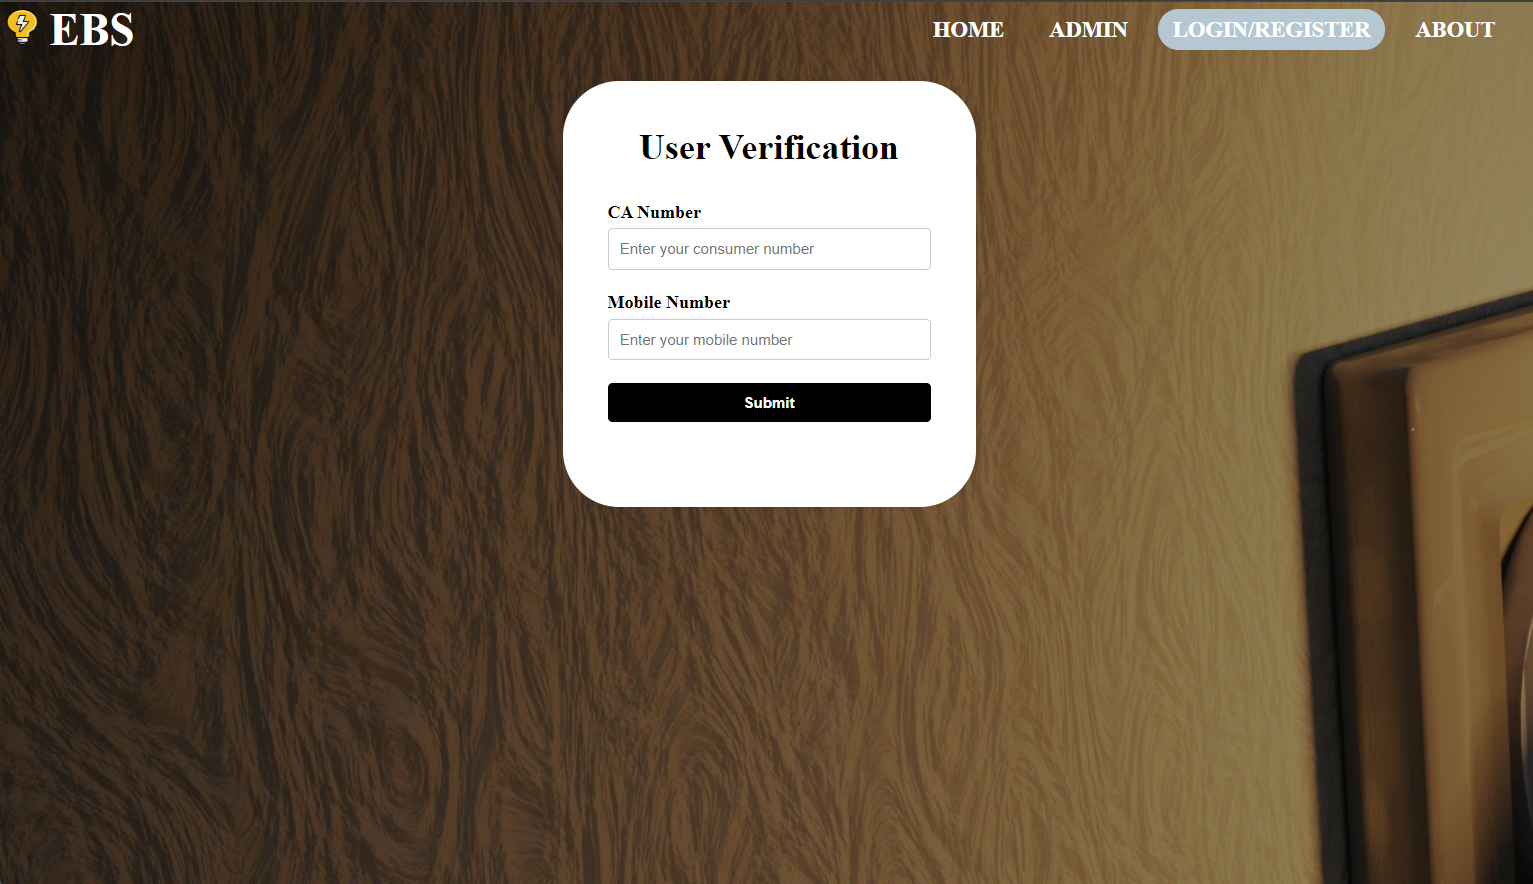 EBS
HOME ADMIN LOGIN/REGISTER ABOUT
User Verification
CA Number
Enter your consumer number
Mobile Number
Enter your mobile number
Submit